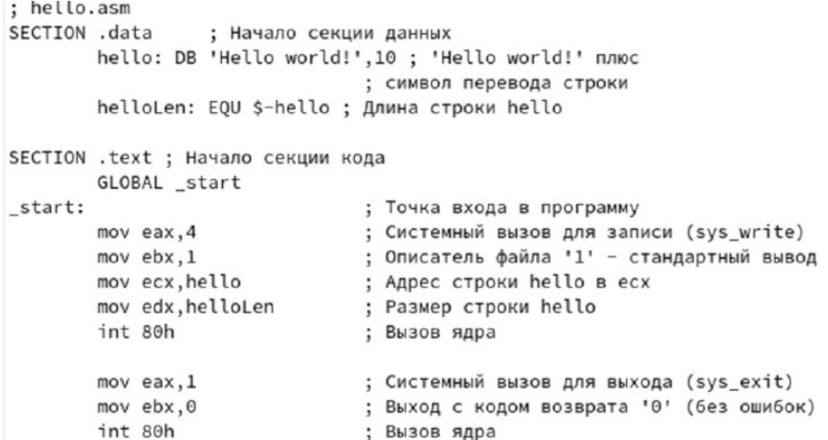 ; hello.asm
SECTION .data ; Начало секции данных
hello: DB 'Hello world!',10 ; 'Hello world!' плюс
; символ перевода строки
helloLen: EQU $-hello ; Длина строки hello
SECTION .text ; Начало секции кода
GLOBAL _start
_start: ; Точка входа в программу
mov eax,4 ; Системный вызов для записи (sys_write)
mov ebx,1 ; Описатель файла '1' - стандартный вывод
mov ecx,hello ; Адрес строки hello в ecx
mov edx,helloLen ; Размер строки hello
int 80h ; Вызов ядра
mov eax,1 ; Системный вызов для выхода (sys_exit)
mov ebx,0 ; Выход с кодом возврата '0' (без ошибок)
int 80h ; Вызов ядра